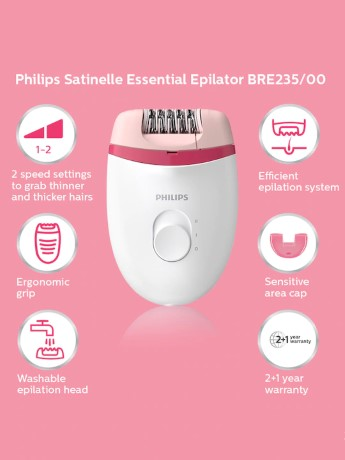 Philips Satinelle Essential Epilator BRE235/00
1-2
2 speed settings
to grab thinner
and thicker hairs
Efficient
epilation system
PHILIPS
Ergonomic
grip
Sensitive
area cap
2+1 year
warranty
Washable
epilation head
2+1 year
warranty